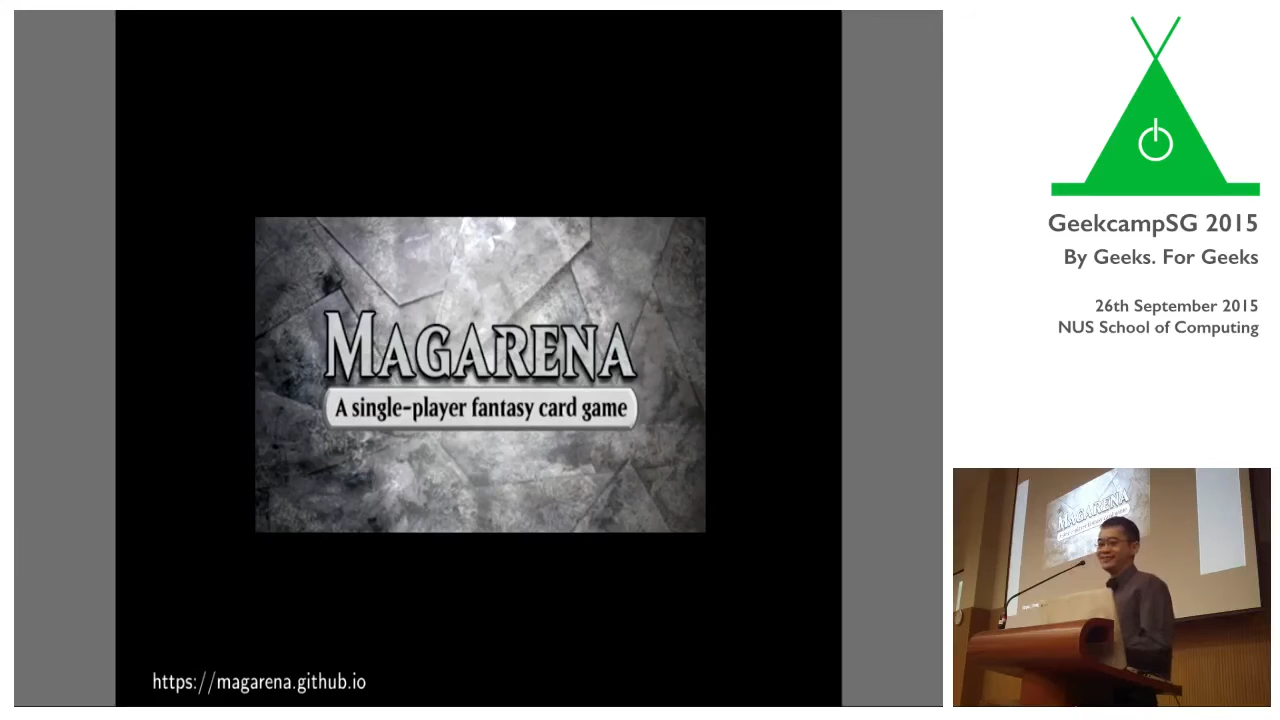 MAGARENA
A single-player fantasy card game
https://magarena.github.io
GeekcampSG 2015
By Geeks. For Geeks
26th September 2015
NUS School of Computing
MAGARENA